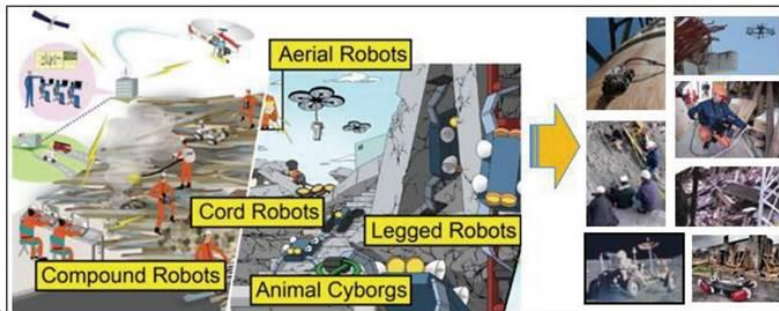 Aerial Robots
Cord Robots
Legged Robots
Compound Robots
Animal Cyborgs